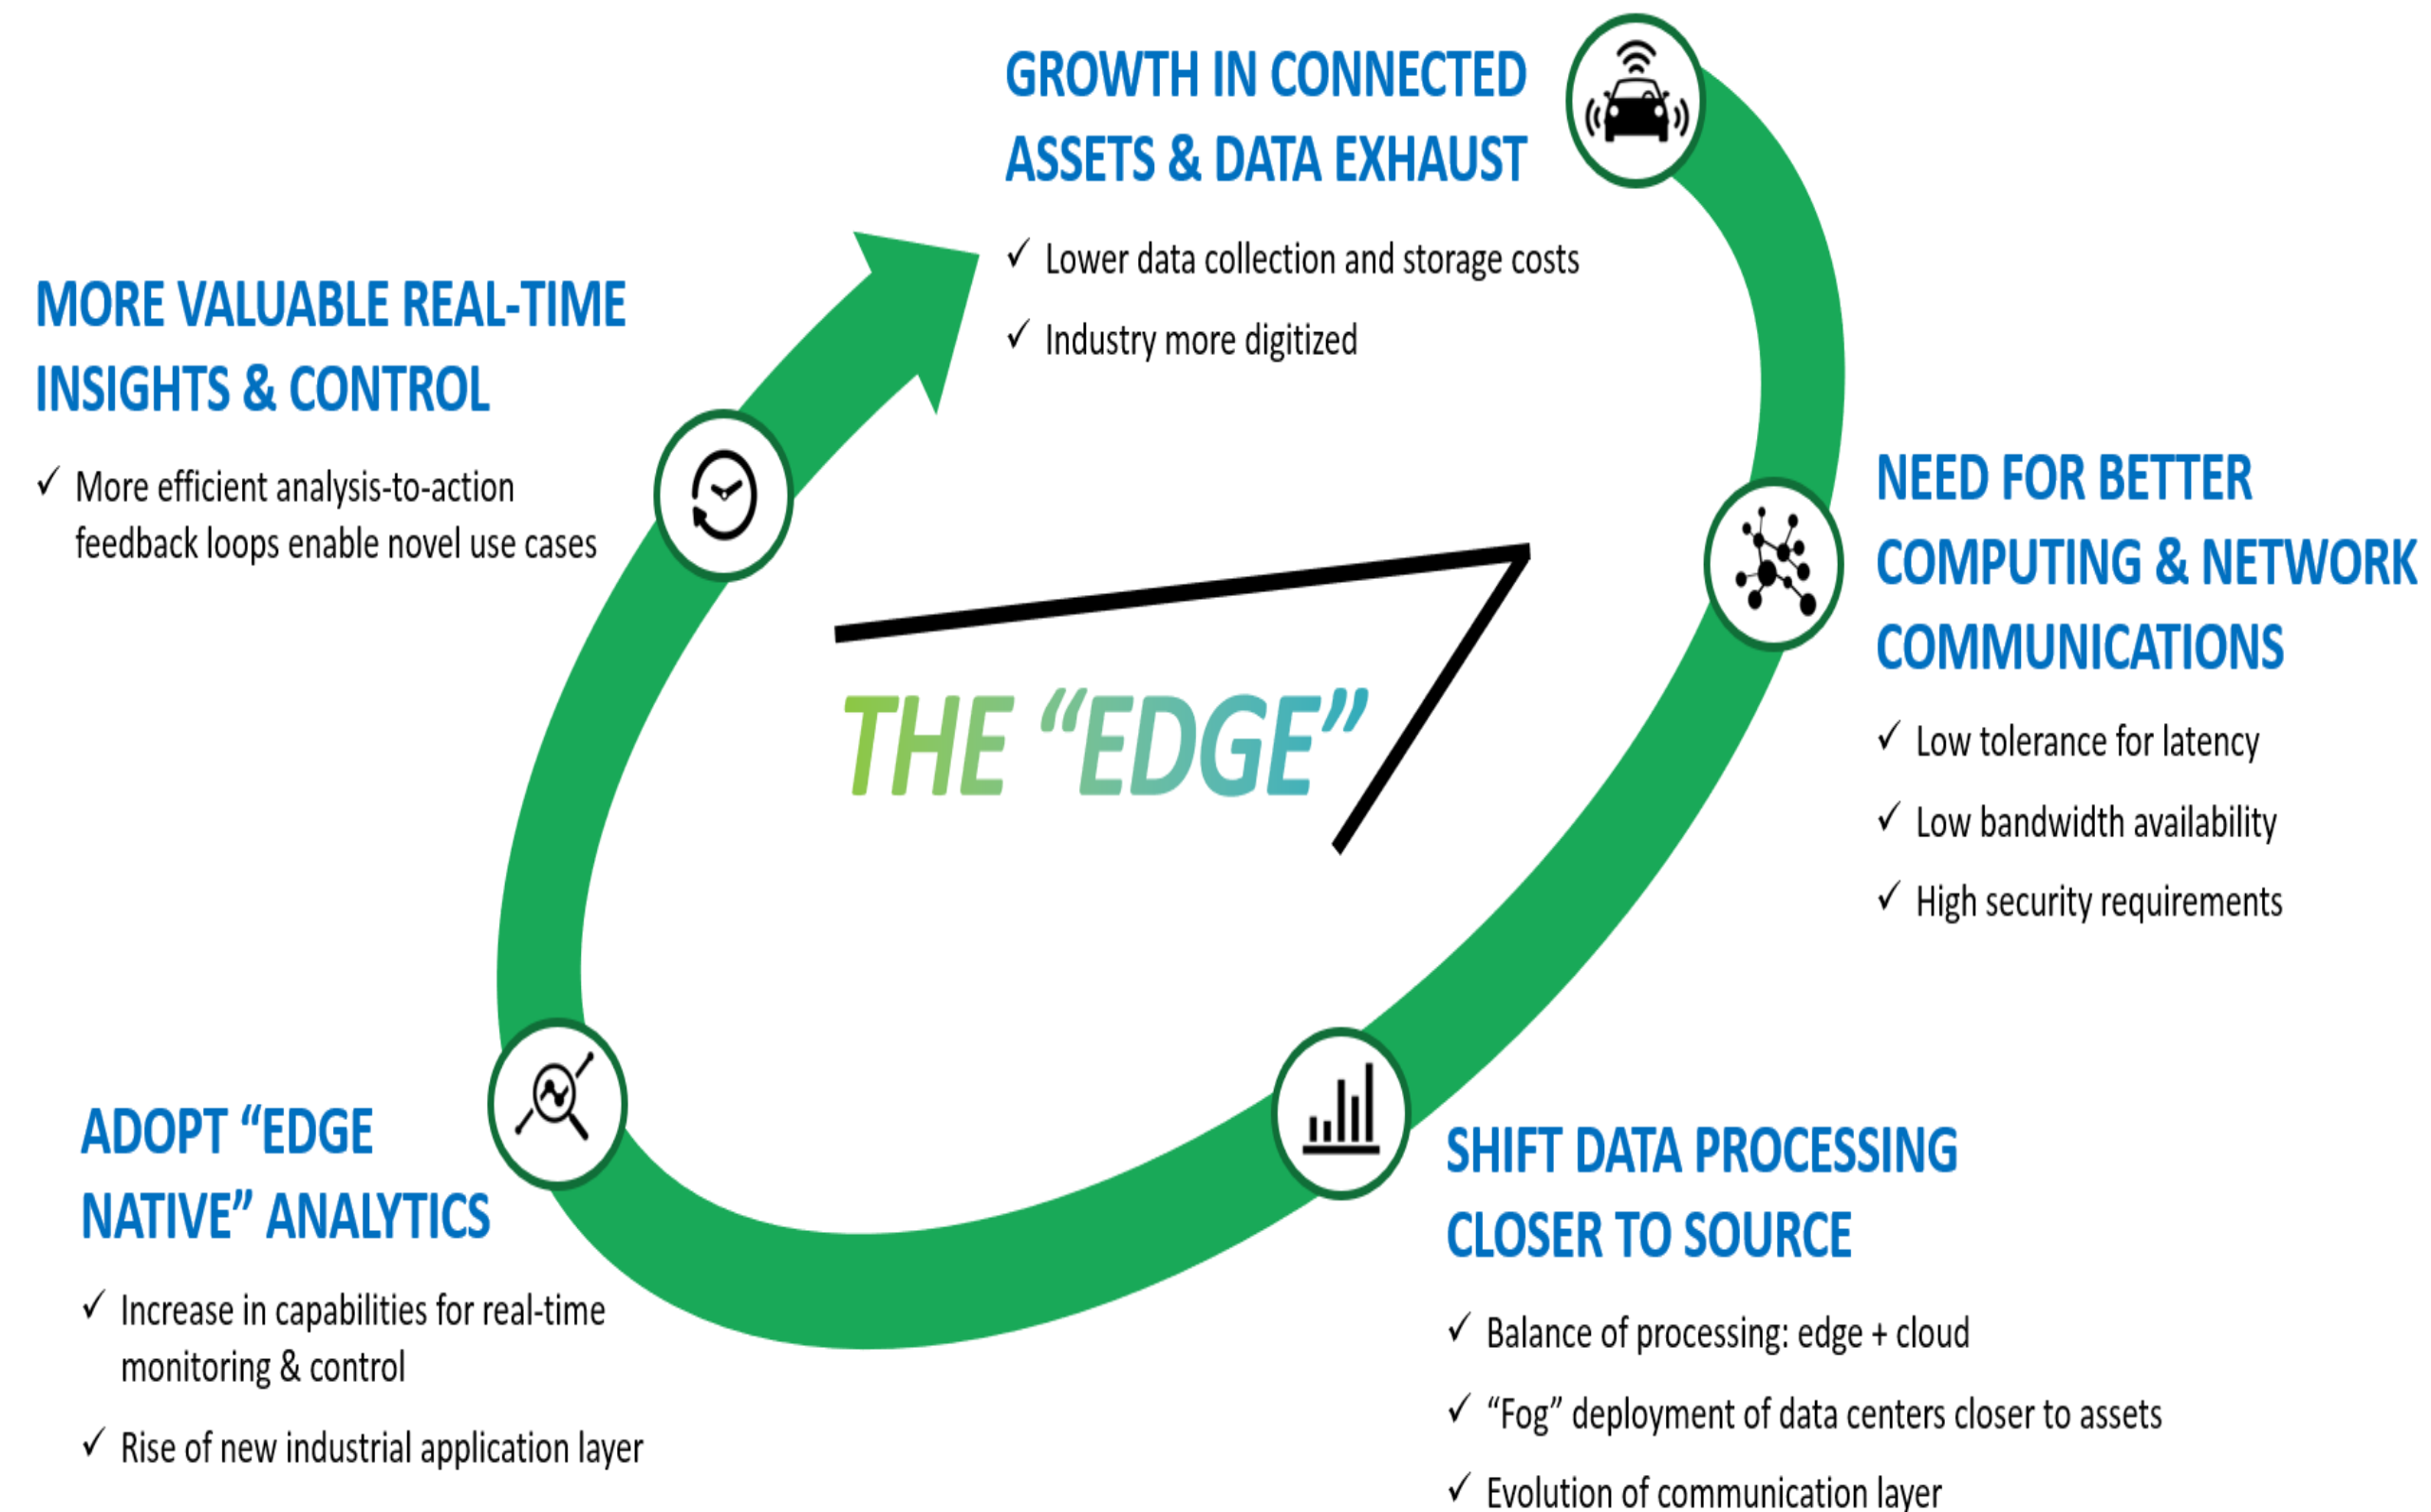 GROWTH IN CONNECTED
ASSETS & DATA EXHAUST
✓ Lower data collection and storage costs
✓ Industry more digitized
MORE VALUABLE REAL-TIME
INSIGHTS & CONTROL
✓ More efficient analysis-to-action
feedback loops enable novel use cases
NEED FOR BETTER
COMPUTING & NETWORK
COMMUNICATIONS
✓ Low tolerance for latency
✓ Low bandwidth availability
✓ High security requirements
THE “EDGE”
ADOPT “EDGE
NATIVE” ANALYTICS
✓ Increase in capabilities for real-time
monitoring & control
✓ Rise of new industrial application layer
SHIFT DATA PROCESSING
CLOSER TO SOURCE
✓ Balance of processing: edge + cloud
✓ “Fog” deployment of data centers closer to assets
✓ Evolution of communication layer